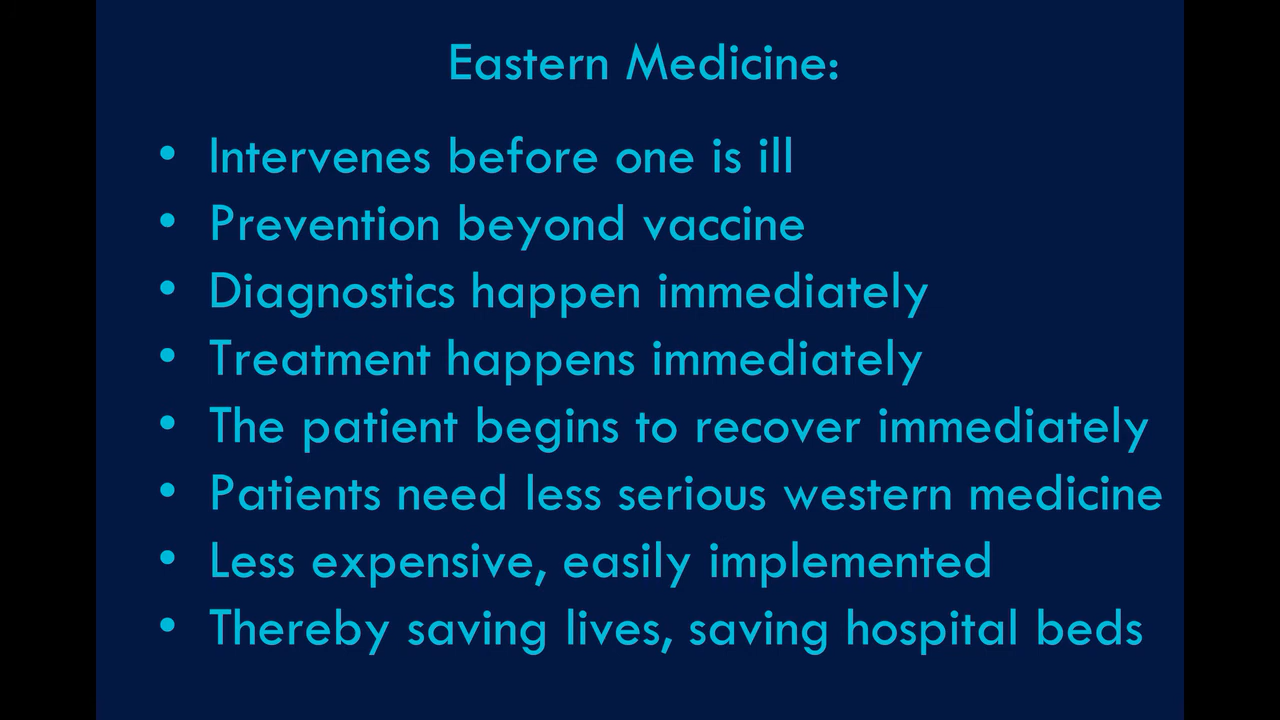 Eastern Medicine:
• Intervenes before one is ill
• Prevention beyond vaccine
• Diagnostics happen immediately
• Treatment happens immediately
• The patient begins to recover immediately
• Patients need less serious western medicine
• Less expensive, easily implemented
• Thereby saving lives, saving hospital beds